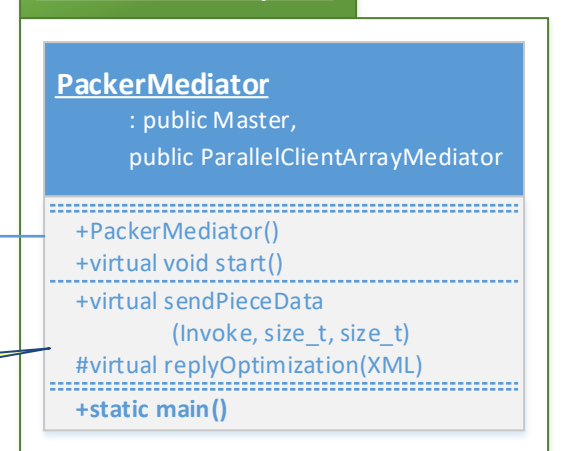 PackerMediator
: public Master,
public ParallelClientArrayMediator
+PackerMediator()
+virtual void start()
+virtual sendPieceData
(Invoke, size_t, size_t)
#virtual replyOptimization(XML)
+static main()